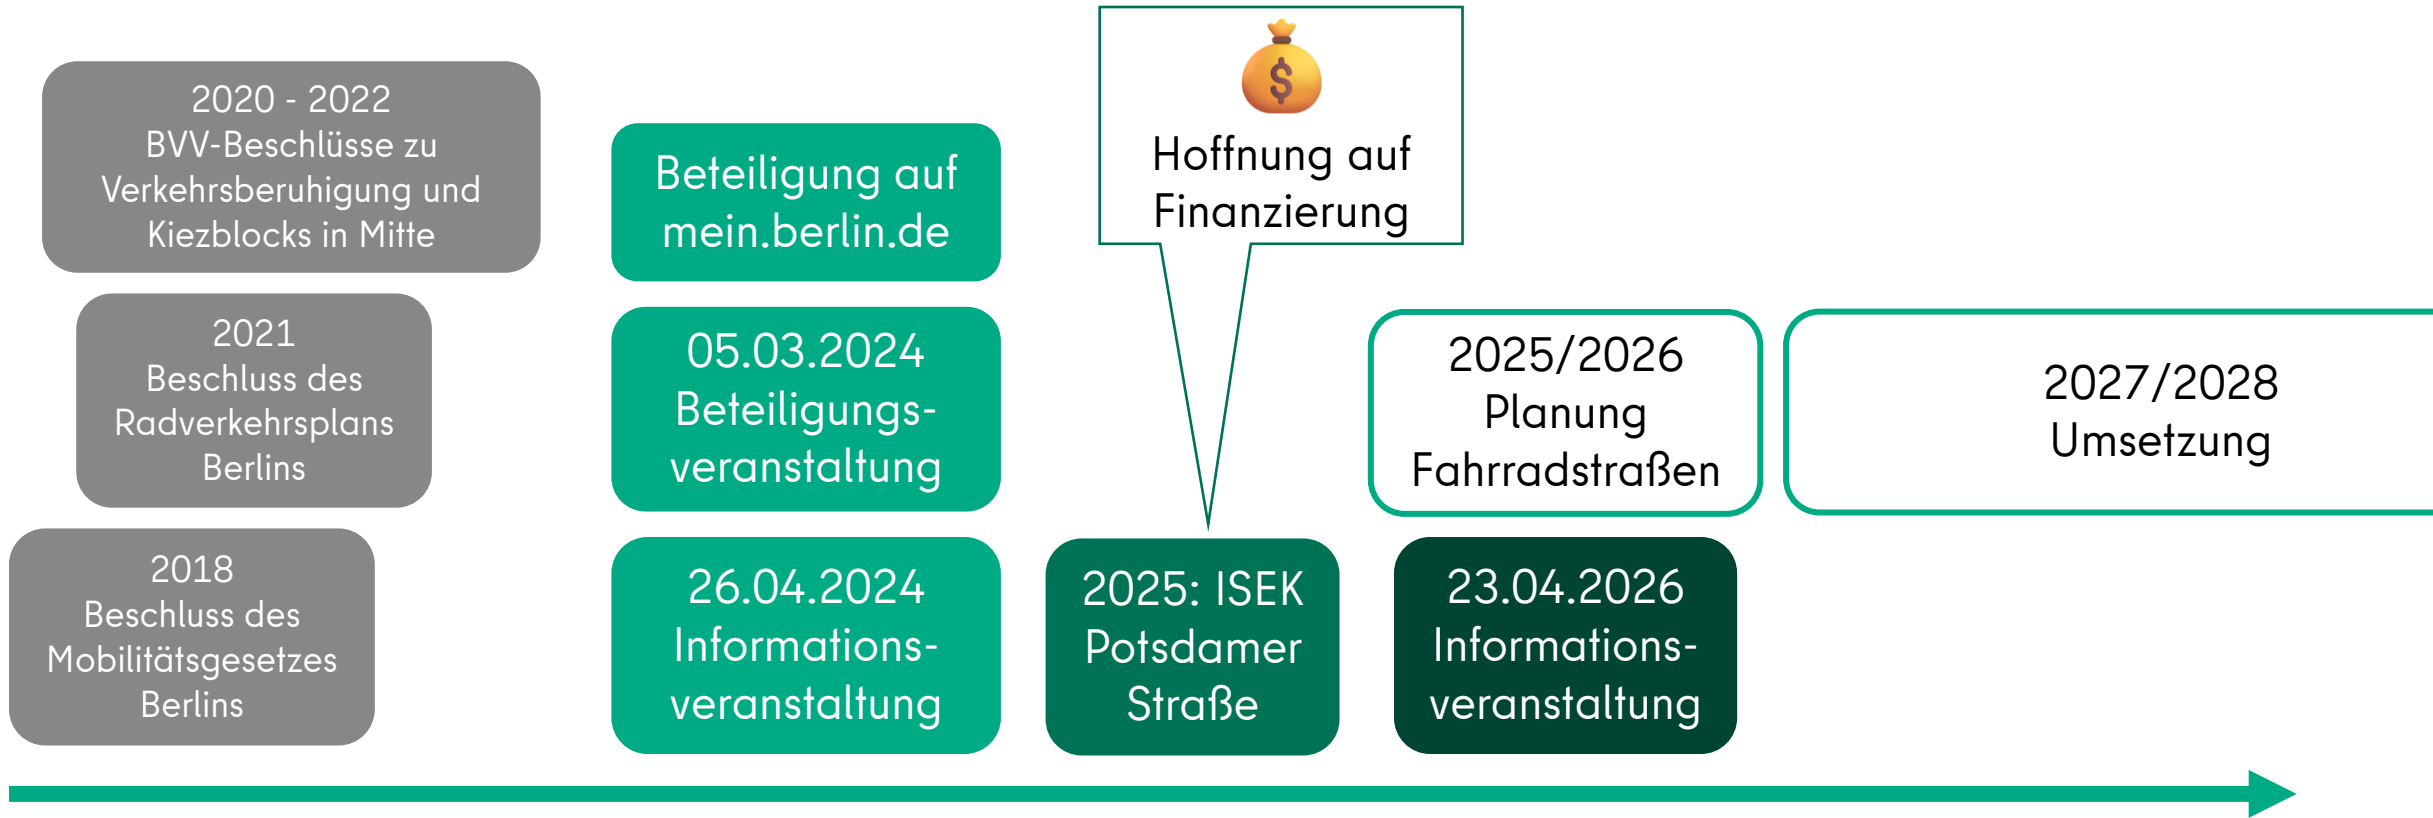 2020 - 2022
BVV-Beschlüsse zu
Verkehrsberuhigung und
Kiezblocks in Mitte
2021
Beschluss des
Radverkehrsplans
Berlins
2018
Beschluss des
Mobilitätsgesetzes
Berlins
Beteiligung auf
mein.berlin.de
05.03.2024
Beteiligungs-
veranstaltung
26.04.2024
Informations-
veranstaltung
$
Hoffnung auf
Finanzierung
2025: ISEK
Potsdamer
Straße
2025/2026
Planung
Fahrradstraßen
23.04.2026
Informations-
veranstaltung
2027/2028
Umsetzung